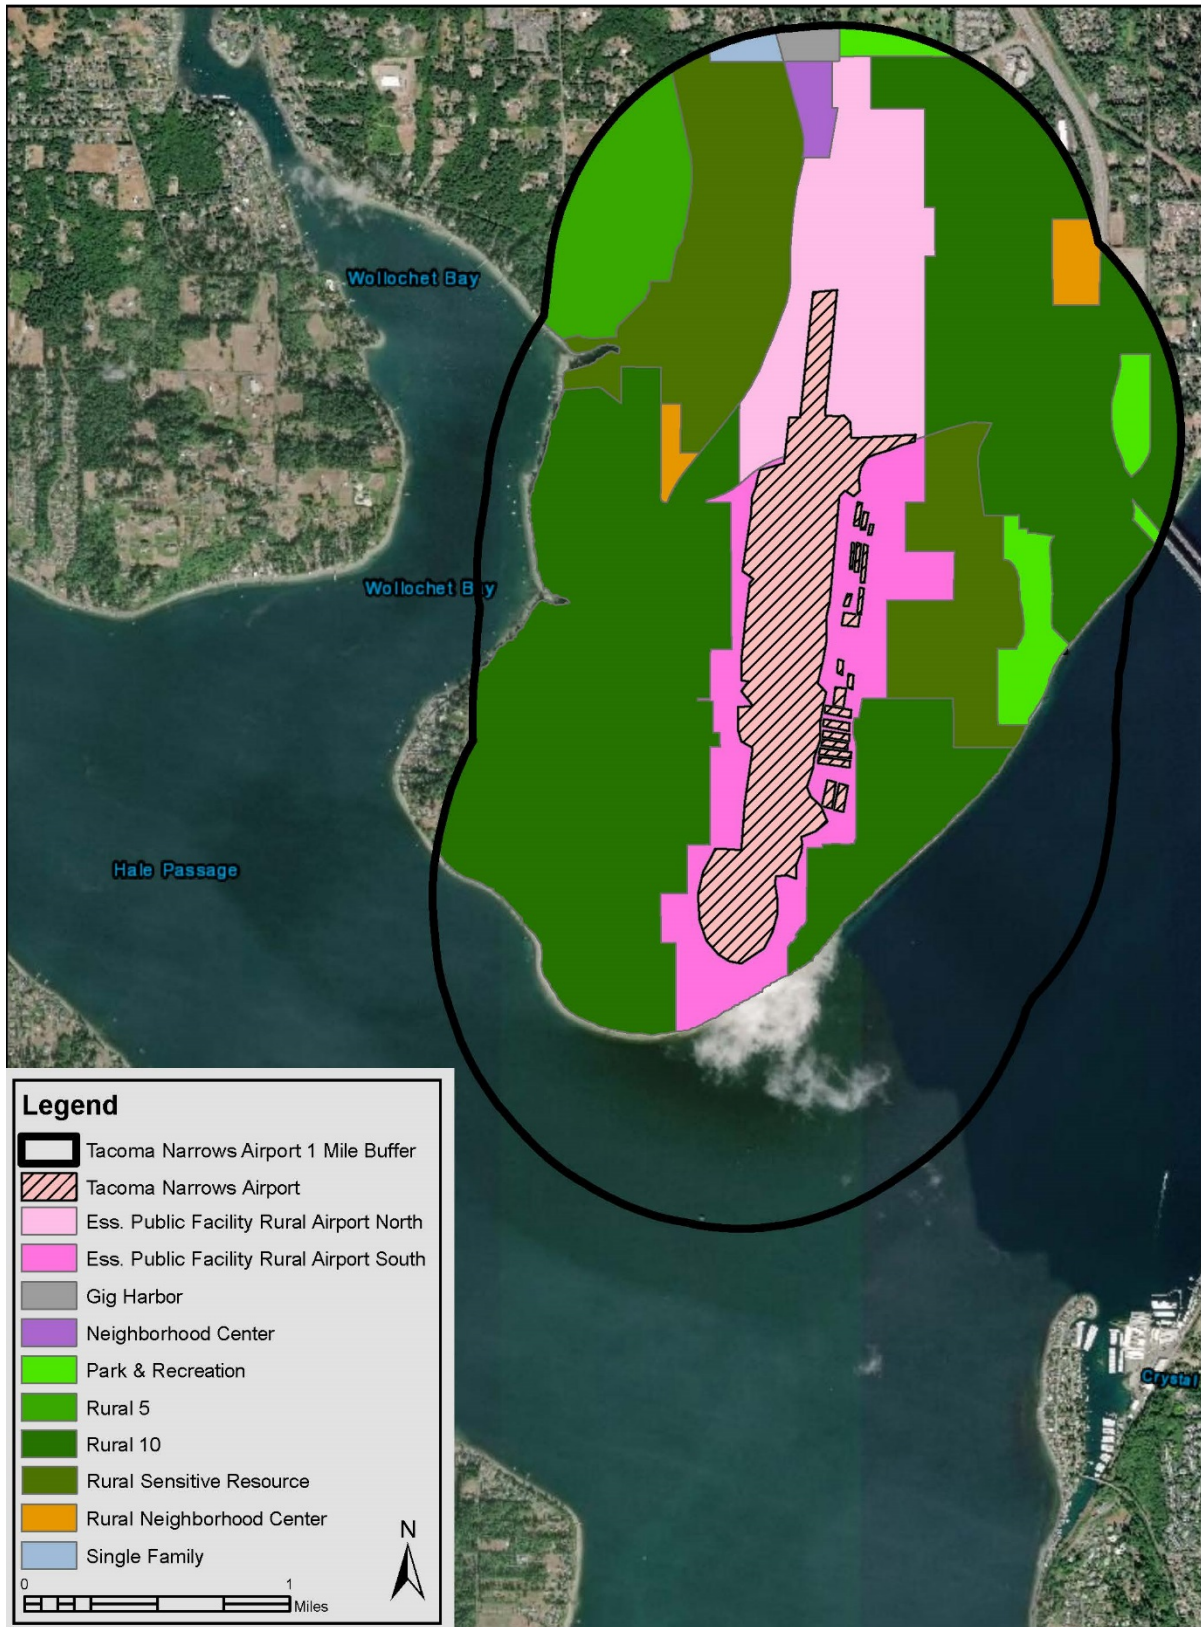 Wollochet Bay
Wollochet Bay
Hale Passage
Crystal
Legend
Tacoma Narrows Airport 1 Mile Buffer
Tacoma Narrows Airport
Ess. Public Facility Rural Airport North
Ess. Public Facility Rural Airport South
Gig Harbor
Neighborhood Center
Park & Recreation
Rural 5
Rural 10
Rural Sensitive Resource
Rural Neighborhood Center
Single Family
N
0 1
Miles